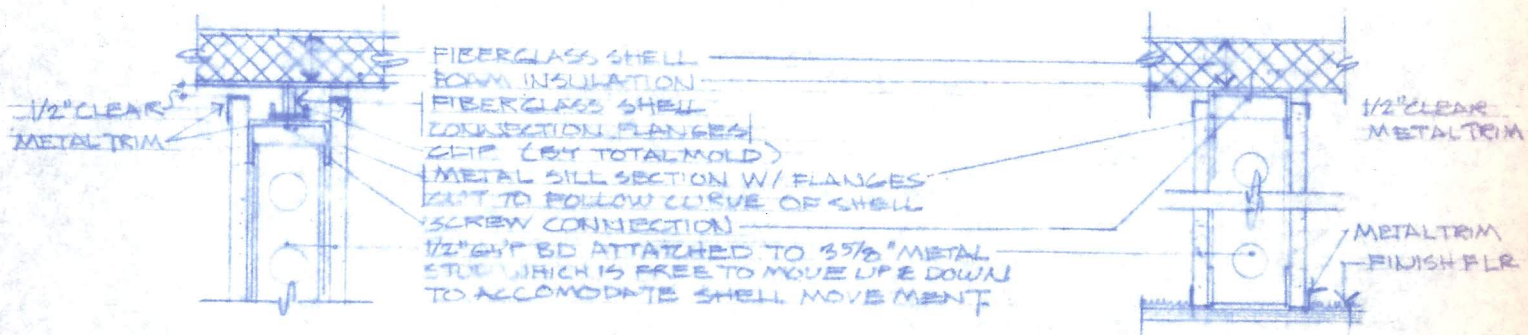 1/2" CLEAR
METAL TRIM
FIBERGLASS SHELL
FOAM INSULATION
FIBERGLASS SHELL
CONNECTION FLANGES
CLIP (BY TOTAL MOLD)
METAL SILL SECTION W/ FLANGES
CUT TO FOLLOW CURVE OF SHELL
SCREW CONNECTION
1/2" GYP BD ATTATCHED TO 3 5/8" METAL
STUD WHICH IS FREE TO MOVE UP & DOWN
TO ACCOMODATE SHELL MOVEMENT
1/2" CLEAR
METAL TRIM
METAL TRIM
FINISH FLR